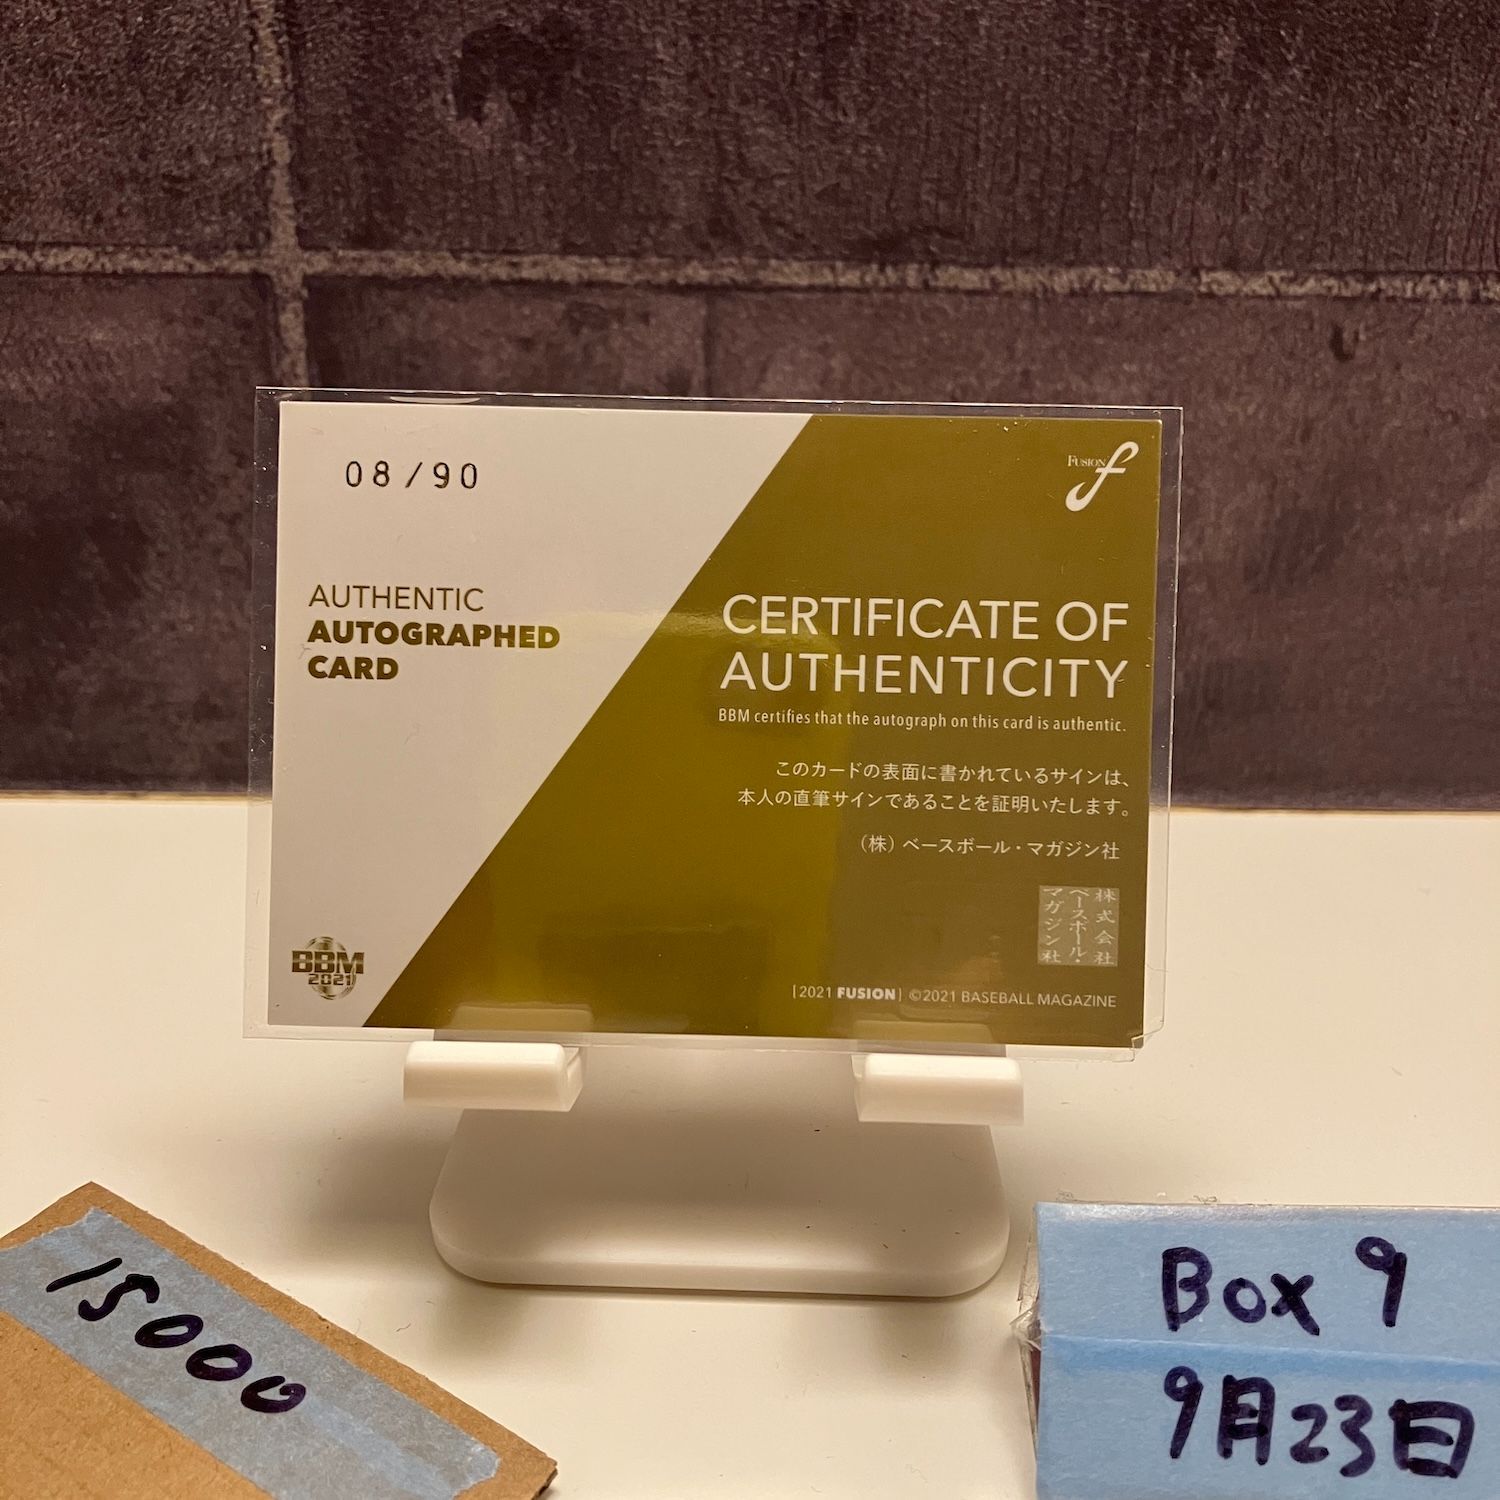 08/90
FUSION f
AUTHENTIC
AUTOGRAPHED
CARD
CERTIFICATE OF
AUTHENTICITY
BBM certifies that the autograph on this card is authentic.
このカードの表面に書かれているサインは、
本人の直筆サインであることを証明いたします。
（株）ベースボール・マガジン社
株式会社
ベースボール・
マガジン社
BBM
2021
[2021 FUSION] ©2021 BASEBALL MAGAZINE
15000
Box 9
9月23日